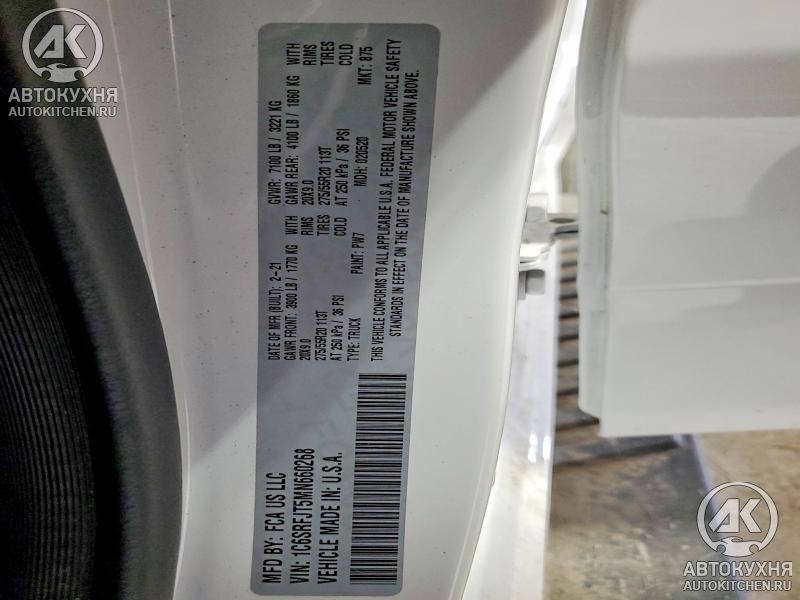 MFD BY: FCA US LLC
DATE OF MFR (BUILT): 2-21 GVWR: 7100 LB / 3221 KG
GAWR FRONT: 3900 LB / 1770 KG WITH GAWR REAR: 4100 LB / 1860 KG WITH
20X9.0 RIMS 20X9.0 RIMS
275/55R20 113T TIRES 275/55R20 113T TIRES
AT 250 kPa / 36 PSI COLD AT 250 kPa / 36 PSI COLD
VIN: 1C6SRFJT5MN660268 TYPE: TRUCK PAINT: PW7 MDH: 020520 MKT: 875
VEHICLE MADE IN: U.S.A.
THIS VEHICLE CONFORMS TO ALL APPLICABLE U.S.A. FEDERAL MOTOR VEHICLE SAFETY
STANDARDS IN EFFECT ON THE DATE OF MANUFACTURE SHOWN ABOVE.
АК
АВТОКУХНЯ
AUTOKITCHEN.RU
АК
АВТОКУХНЯ
AUTOKITCHEN.RU